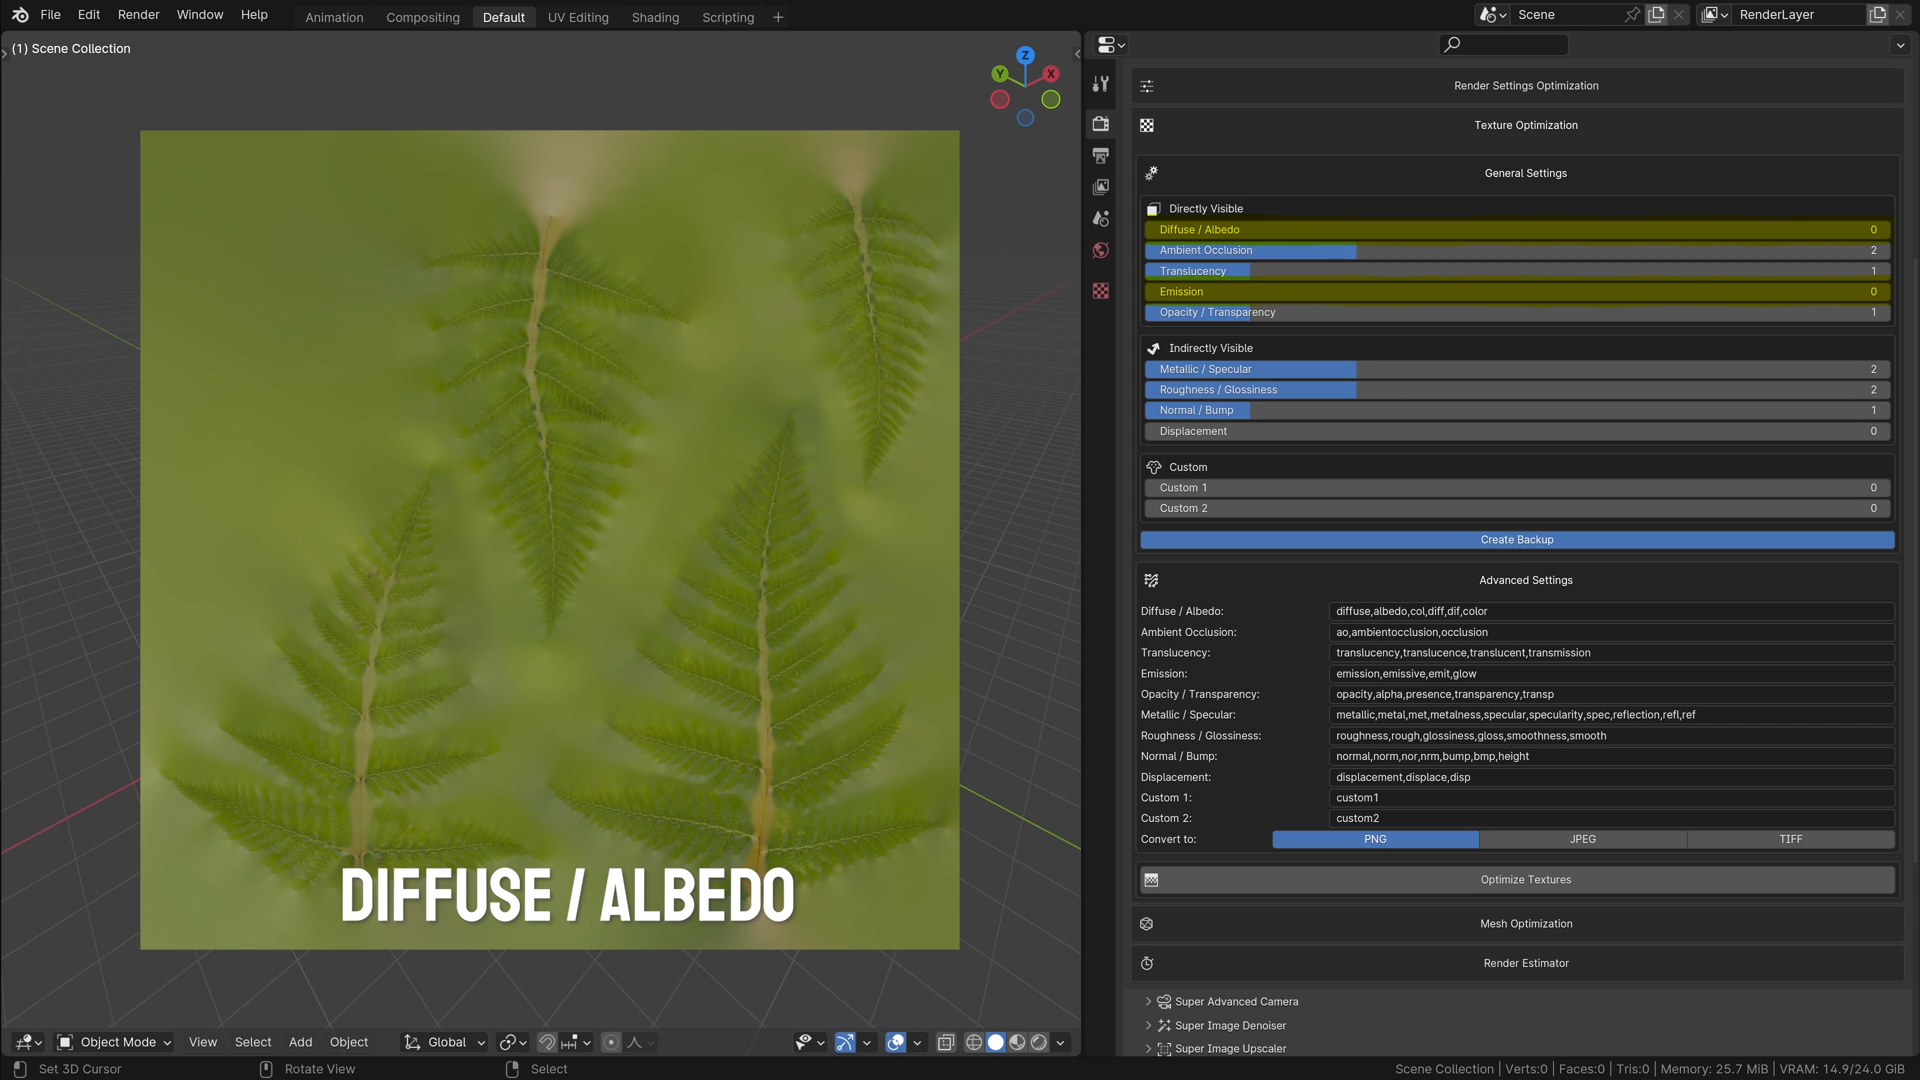 File Edit Render Window Help
Animation Compositing Default UV Editing Shading Scripting +
Scene
RenderLayer
(1) Scene Collection
Z
Y
X
Render Settings Optimization
Texture Optimization
General Settings
Directly Visible
Diffuse / Albedo 0
Ambient Occlusion 2
Translucency 1
Emission 0
Opacity / Transparency 1
Indirectly Visible
Metallic / Specular 2
Roughness / Glossiness 2
Normal / Bump 1
Displacement 0
Custom
Custom 1 0
Custom 2 0
Create Backup
Advanced Settings
Diffuse / Albedo: diffuse,albedo,col,diff,dif,color
Ambient Occlusion: ao,ambientocclusion,occlusion
Translucency: translucency,translucence,translucent,transmission
Emission: emission,emissive,emit,glow
Opacity / Transparency: opacity,alpha,presence,transparency,transp
Metallic / Specular: metallic,metal,met,metalness,specular,specularity,spec,reflection,refl,ref
Roughness / Glossiness: roughness,rough,glossiness,gloss,smoothness,smooth
Normal / Bump: normal,norm,nor,nrm,bump,bmp,height
Displacement: displacement,displace,disp
Custom 1: custom1
Custom 2: custom2
Convert to: PNG JPEG TIFF
Optimize Textures
Mesh Optimization
Render Estimator
Super Advanced Camera
Super Image Denoiser
Super Image Upscaler
DIFFUSE / ALBEDO
Object Mode View Select Add Object Global
Set 3D Cursor Rotate View Select
Scene Collection | Verts:0 | Faces:0 | Tris:0 | Memory: 25.7 MiB | VRAM: 14.9/24.0 GiB